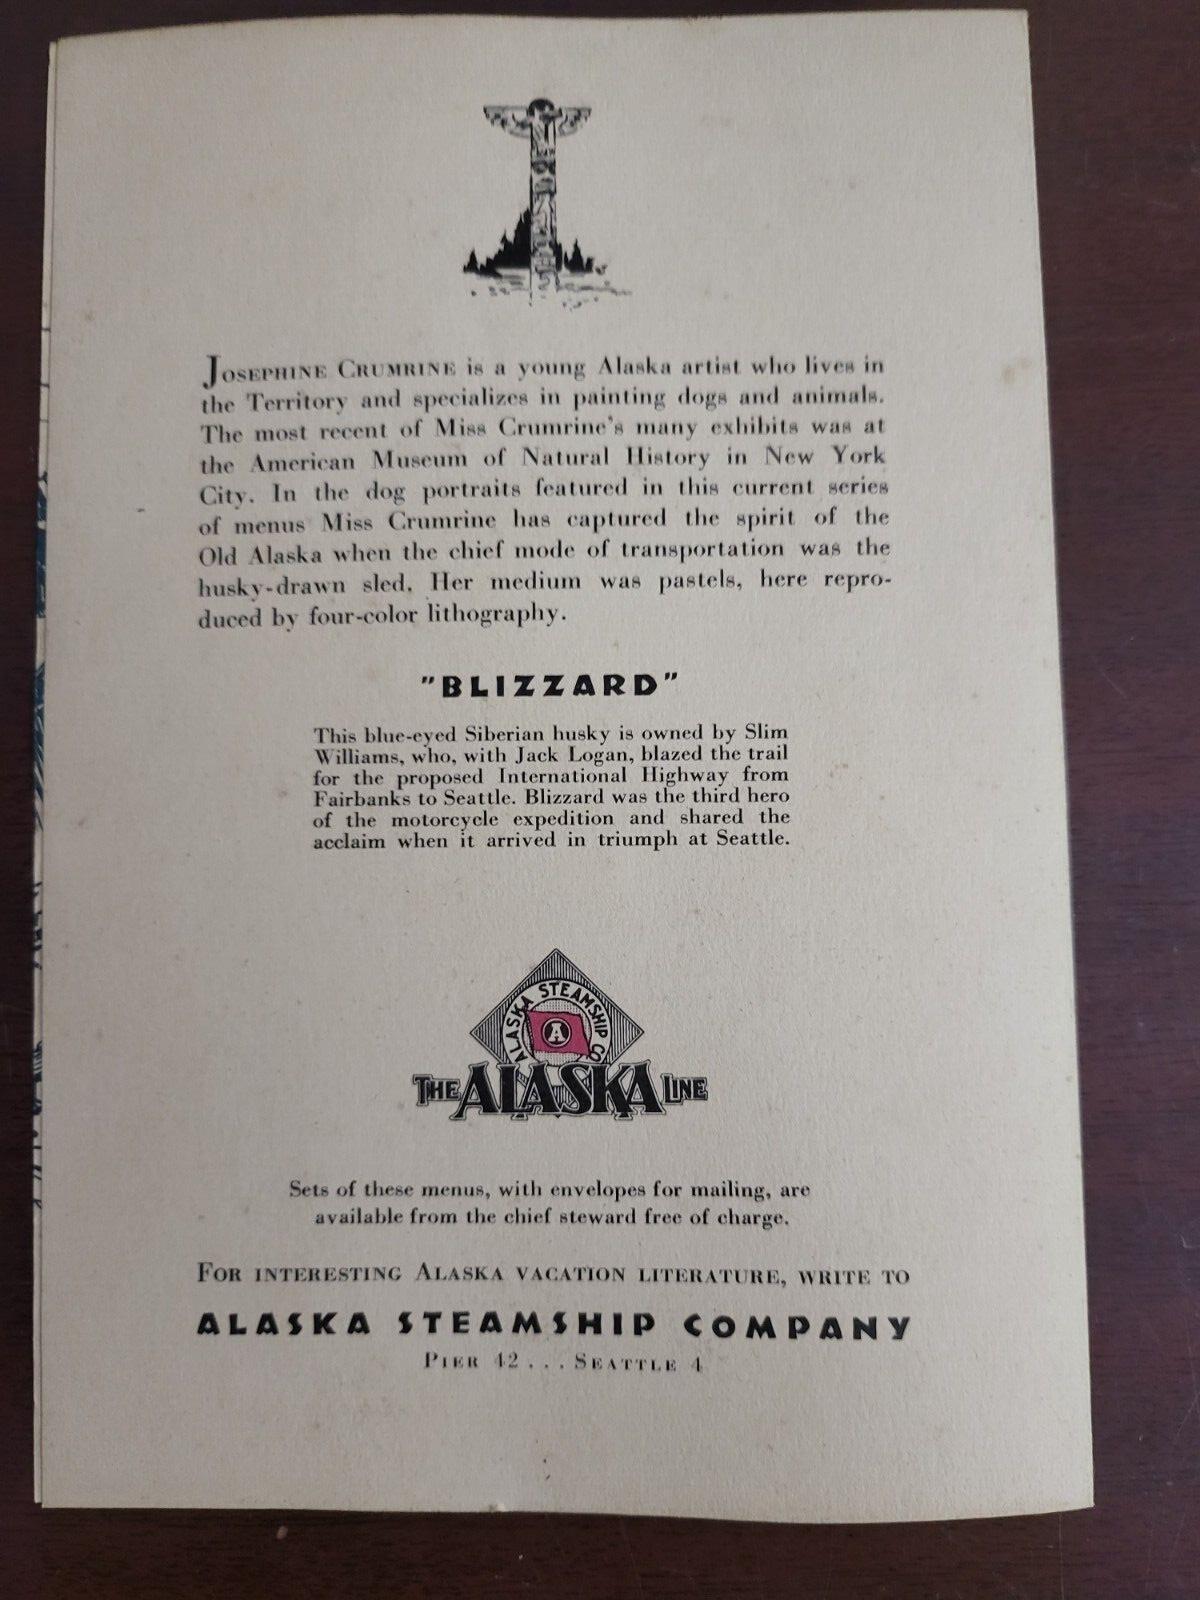 JOSEPHINE CRUMRINE is a young Alaska artist who lives in
the Territory and specializes in painting dogs and animals.
The most recent of Miss Crumrine's many exhibits was at
the American Museum of Natural History in New York
City. In the dog portraits featured in this current series
of menus Miss Crumrine has captured the spirit of the
Old Alaska when the chief mode of transportation was the
husky-drawn sled. Her medium was pastels, here repro-
duced by four-color lithography.
"BLIZZARD"
This blue-eyed Siberian husky is owned by Slim
Williams, who, with Jack Logan, blazed the trail
for the proposed International Highway from
Fairbanks to Seattle. Blizzard was the third hero
of the motorcycle expedition and shared the
acclaim when it arrived in triumph at Seattle.
ALASKA STEAMSHIP CO
A
THE ALASKA LINE
Sets of these menus, with envelopes for mailing, are
available from the chief steward free of charge.
FOR INTERESTING ALASKA VACATION LITERATURE, WRITE TO
ALASKA STEAMSHIP COMPANY
PIER 42 . . . SEATTLE 4